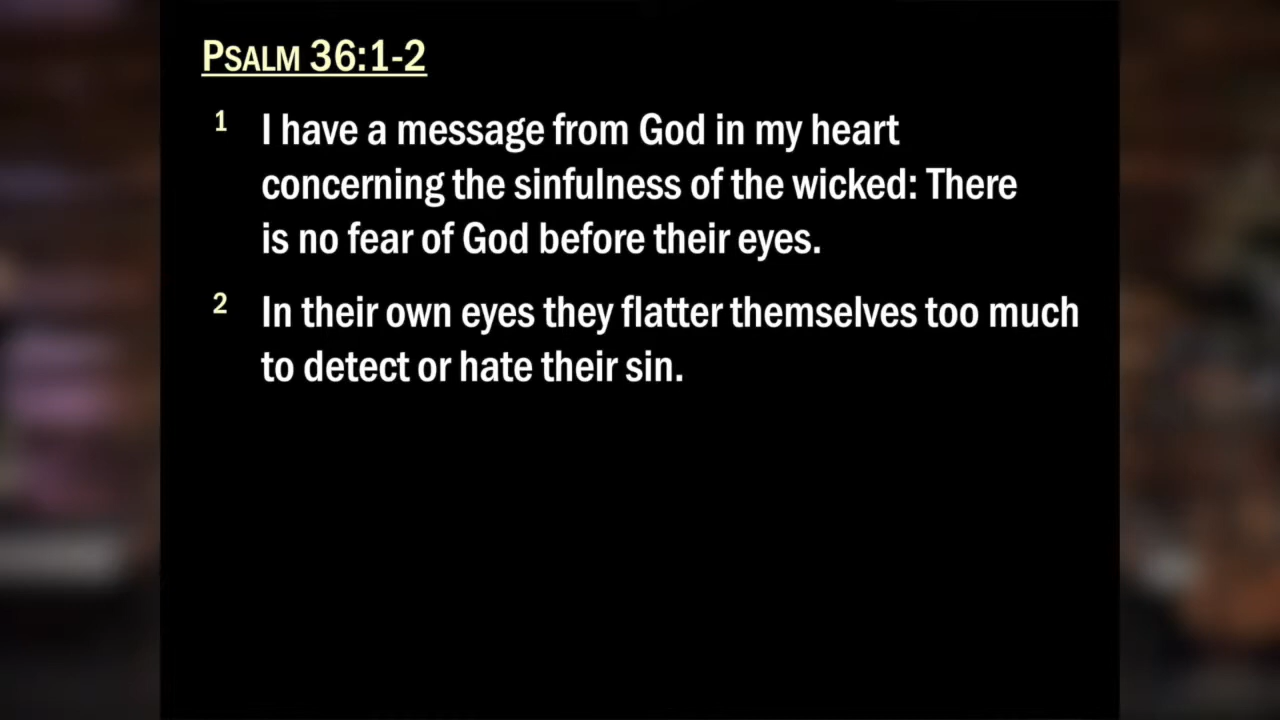 PSALM 36:1-2
1 I have a message from God in my heart
concerning the sinfulness of the wicked: There
is no fear of God before their eyes.
2 In their own eyes they flatter themselves too much
to detect or hate their sin.